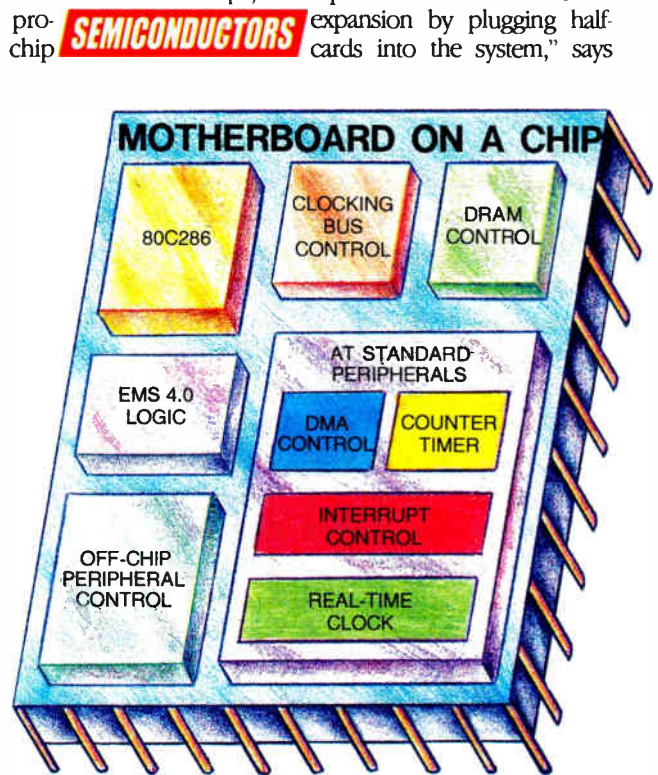 pro-
chip
SEMICONDUCTORS
expansion by plugging half-
cards into the system," says
MOTHERBOARD ON A CHIP
80C286
CLOCKING
BUS
CONTROL
DRAM
CONTROL
EMS 4.0
LOGIC
AT STANDARD
PERIPHERALS
DMA
CONTROL
COUNTER
TIMER
INTERRUPT
CONTROL
OFF-CHIP
PERIPHERAL
CONTROL
REAL-TIME
CLOCK